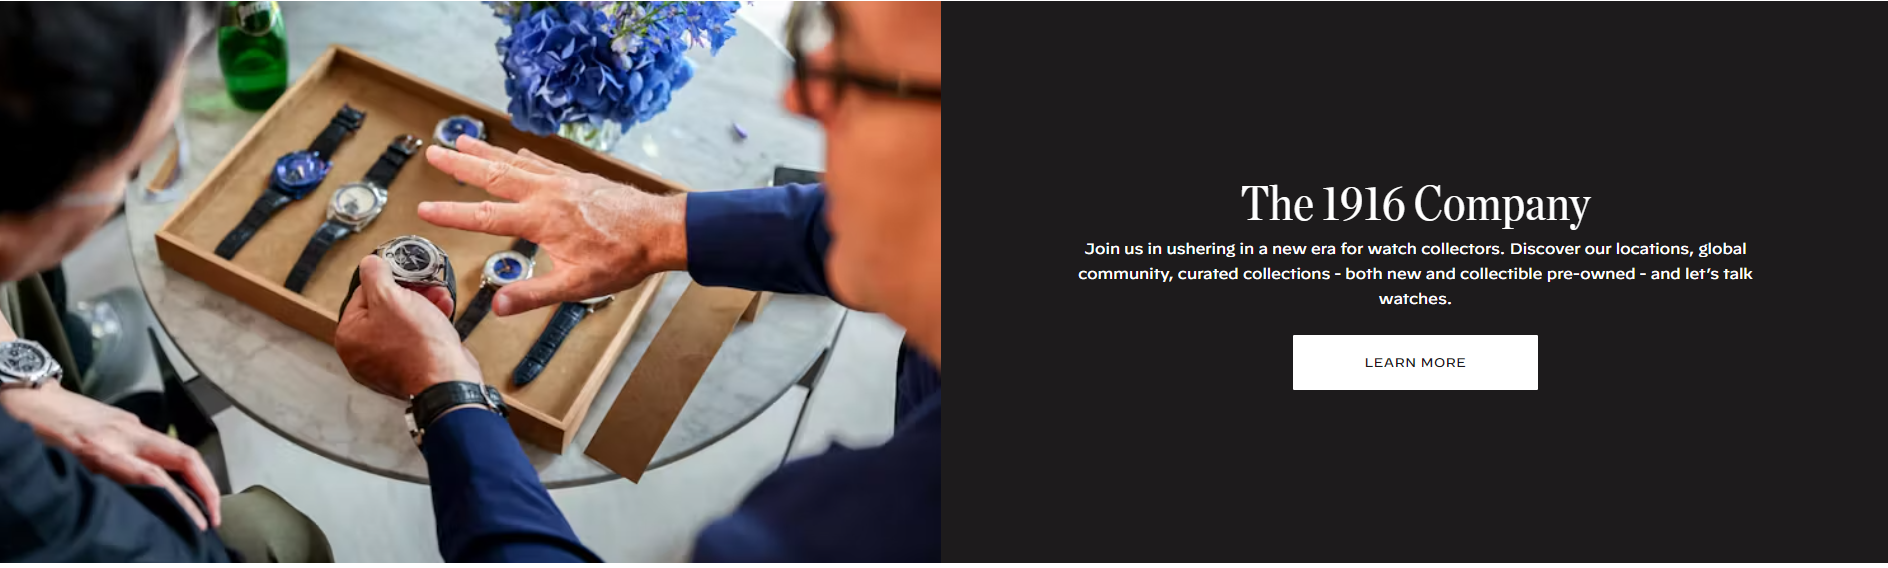 The 1916 Company
Join us in ushering in a new era for watch collectors. Discover our locations, global
community, curated collections - both new and collectible pre-owned - and let's talk
watches.
LEARN MORE